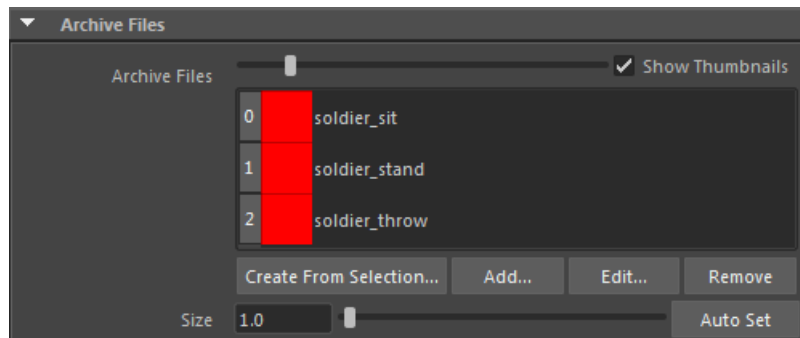 Archive Files
Archive Files Show Thumbnails
0 soldier_sit
1 soldier_stand
2 soldier_throw
Create From Selection... Add... Edit... Remove
Size 1.0 Auto Set